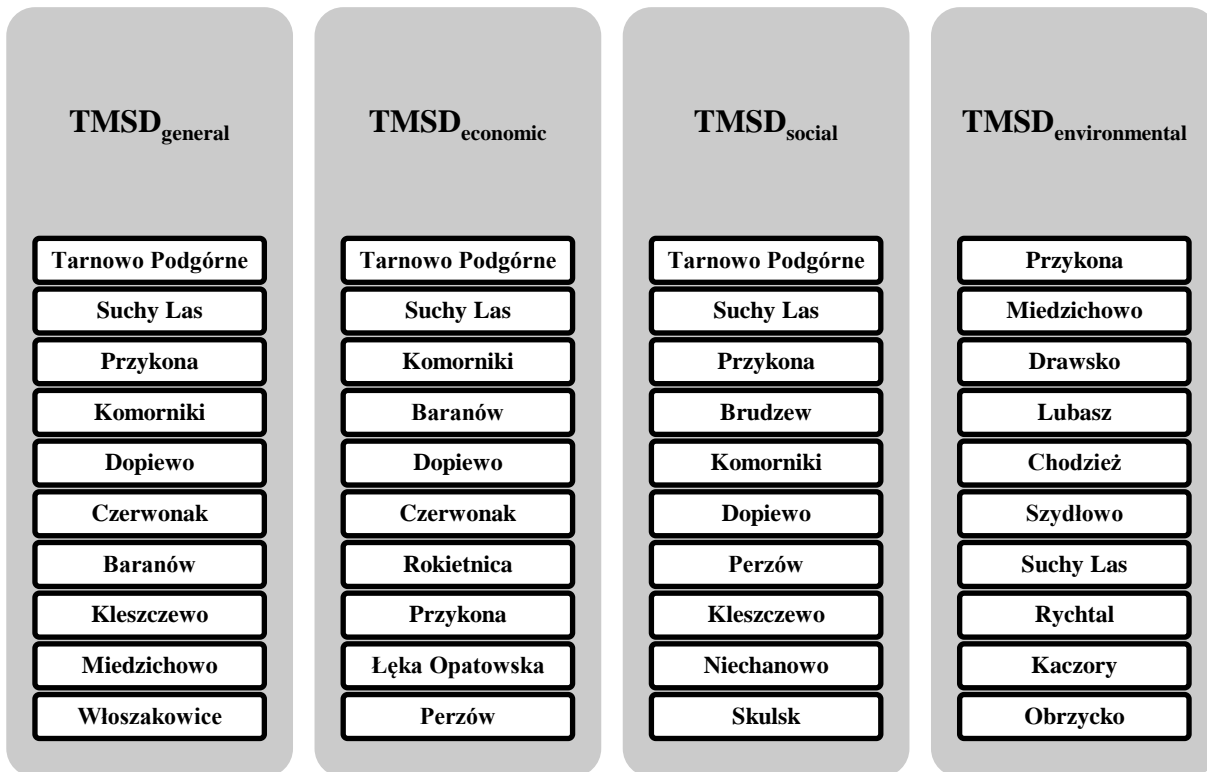 TMSDgeneral
Tarnowo Podgórne
Suchy Las
Przykona
Komorniki
Dopiewo
Czerwonak
Baranów
Kleszczewo
Miedzichowo
Włoszakowice
TMSDeconomic
Tarnowo Podgórne
Suchy Las
Komorniki
Baranów
Dopiewo
Czerwonak
Rokietnica
Przykona
Łęka Opatowska
Perzów
TMSDsocial
Tarnowo Podgórne
Suchy Las
Przykona
Brudzew
Komorniki
Dopiewo
Perzów
Kleszczewo
Niechanowo
Skulsk
TMSDenvironmental
Przykona
Miedzichowo
Drawsko
Lubasz
Chodzież
Szydłowo
Suchy Las
Rychtal
Kaczory
Obrzycko